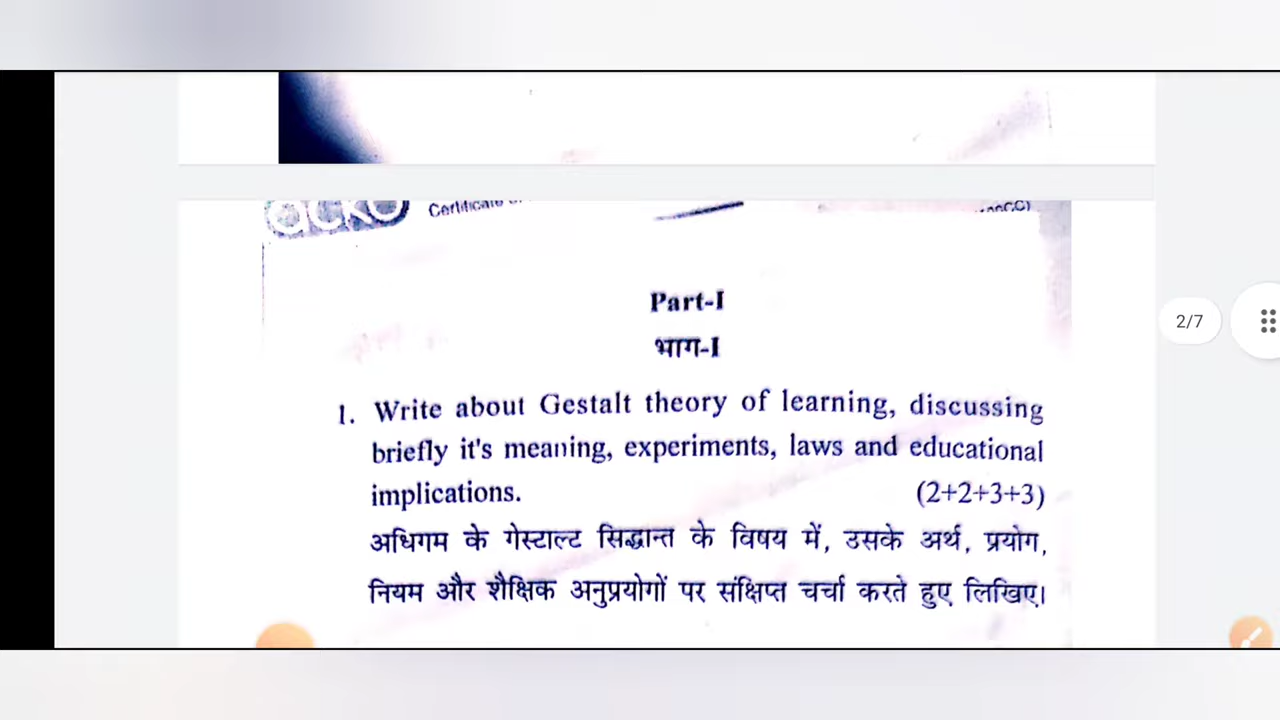 Part-I
भाग-I
2/7
1. Write about Gestalt theory of learning, discussing
briefly it's meaning, experiments, laws and educational
implications. (2+2+3+3)
अधिगम के गेस्टाल्ट सिद्धान्त के विषय में, उसके अर्थ, प्रयोग,
नियम और शैक्षिक अनुप्रयोगों पर संक्षिप्त चर्चा करते हुए लिखिए।